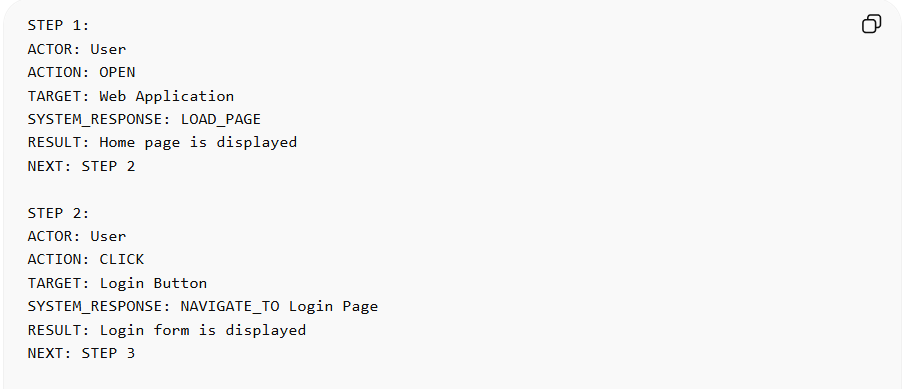 STEP 1:
ACTOR: User
ACTION: OPEN
TARGET: Web Application
SYSTEM_RESPONSE: LOAD_PAGE
RESULT: Home page is displayed
NEXT: STEP 2

STEP 2:
ACTOR: User
ACTION: CLICK
TARGET: Login Button
SYSTEM_RESPONSE: NAVIGATE_TO Login Page
RESULT: Login form is displayed
NEXT: STEP 3